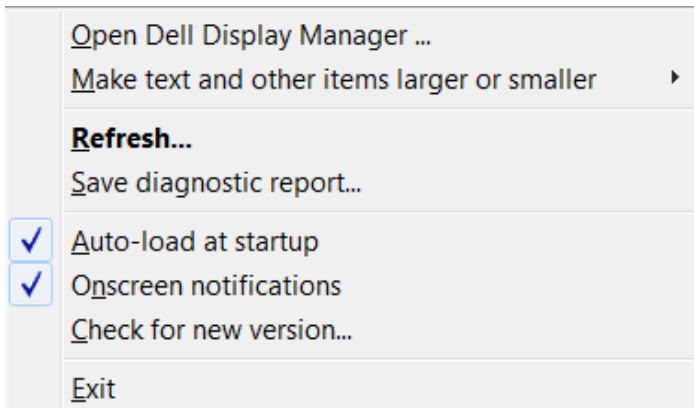 Open Dell Display Manager ...
Make text and other items larger or smaller
Refresh...
Save diagnostic report...
Auto-load at startup
Onscreen notifications
Check for new version...
Exit